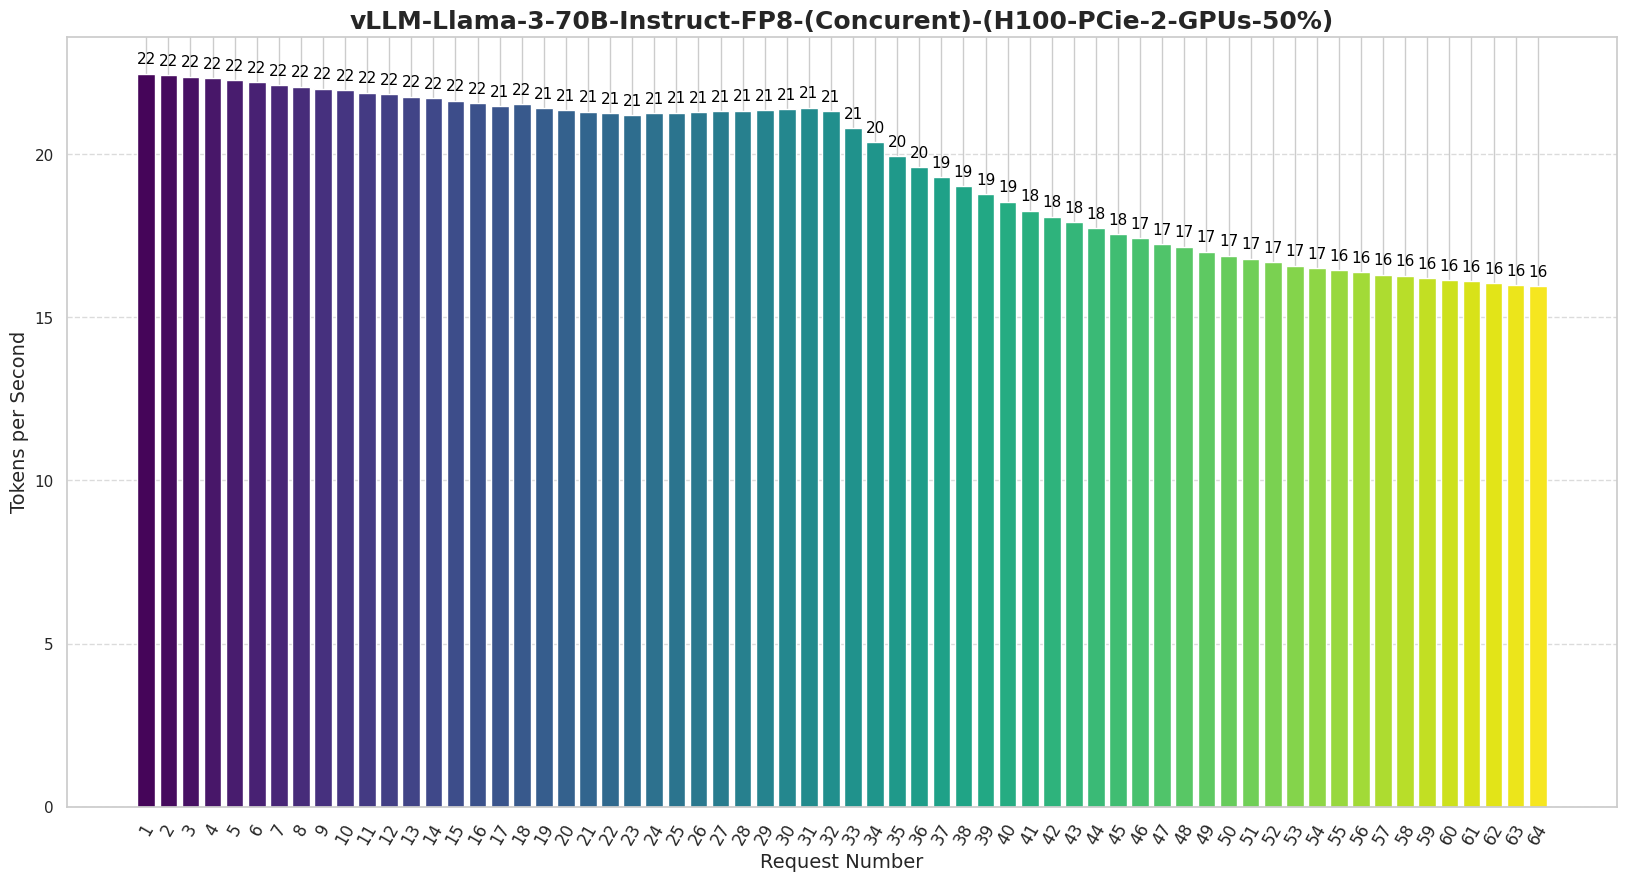 vLLM-Llama-3-70B-Instruct-FP8-(Concurent)-(H100-PCie-2-GPUs-50%)
22 22 22 22 22 22 22 22 22 22 22 22 22 22 22 22 21 22 21 21 21 21 21 21 21 21 21 21 21 21 21 21 21 20 20 20 19 19 19 19 18 18 18 18 18 17 17 17 17 17 17 17 17 17 16 16 16 16 16 16 16 16 16 16
20
15
10
5
0
Tokens per Second
1 2 3 4 5 6 7 8 9 10 11 12 13 14 15 16 17 18 19 20 21 22 23 24 25 26 27 28 29 30 31 32 33 34 35 36 37 38 39 40 41 42 43 44 45 46 47 48 49 50 51 52 53 54 55 56 57 58 59 60 61 62 63 64
Request Number